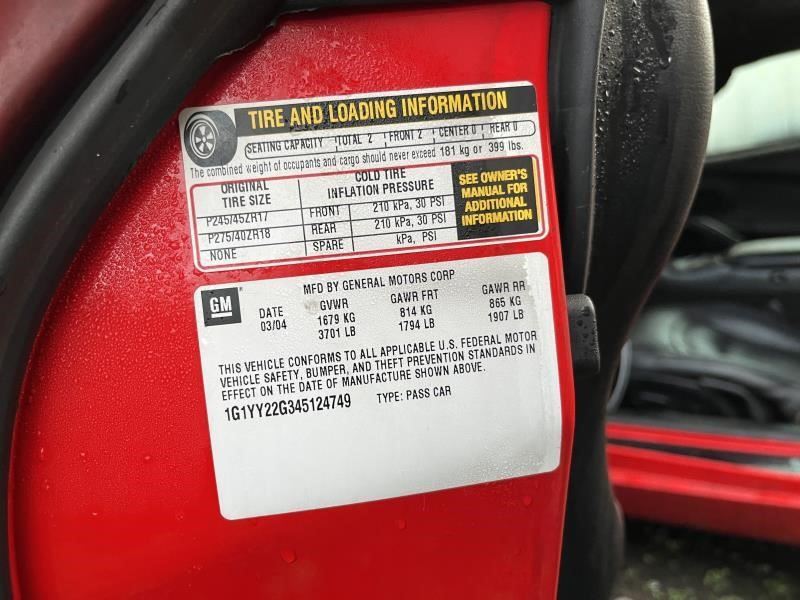 TIRE AND LOADING INFORMATION
SEATING CAPACITY TOTAL 2 FRONT 2 CENTER 0 REAR 0
The combined weight of occupants and cargo should never exceed 181 kg or 399 lbs.
ORIGINAL TIRE SIZE COLD TIRE INFLATION PRESSURE
P245/45ZR17 FRONT 210 kPa, 30 PSI
P275/40ZR18 REAR 210 kPa, 30 PSI
NONE SPARE kPa, PSI
SEE OWNER'S
MANUAL FOR
ADDITIONAL
INFORMATION
MFD BY GENERAL MOTORS CORP
GM DATE GVWR GAWR FRT GAWR RR
03/04 1679 KG 814 KG 865 KG
3701 LB 1794 LB 1907 LB
THIS VEHICLE CONFORMS TO ALL APPLICABLE U.S. FEDERAL MOTOR
VEHICLE SAFETY, BUMPER, AND THEFT PREVENTION STANDARDS IN
EFFECT ON THE DATE OF MANUFACTURE SHOWN ABOVE.
1G1YY22G345124749 TYPE: PASS CAR